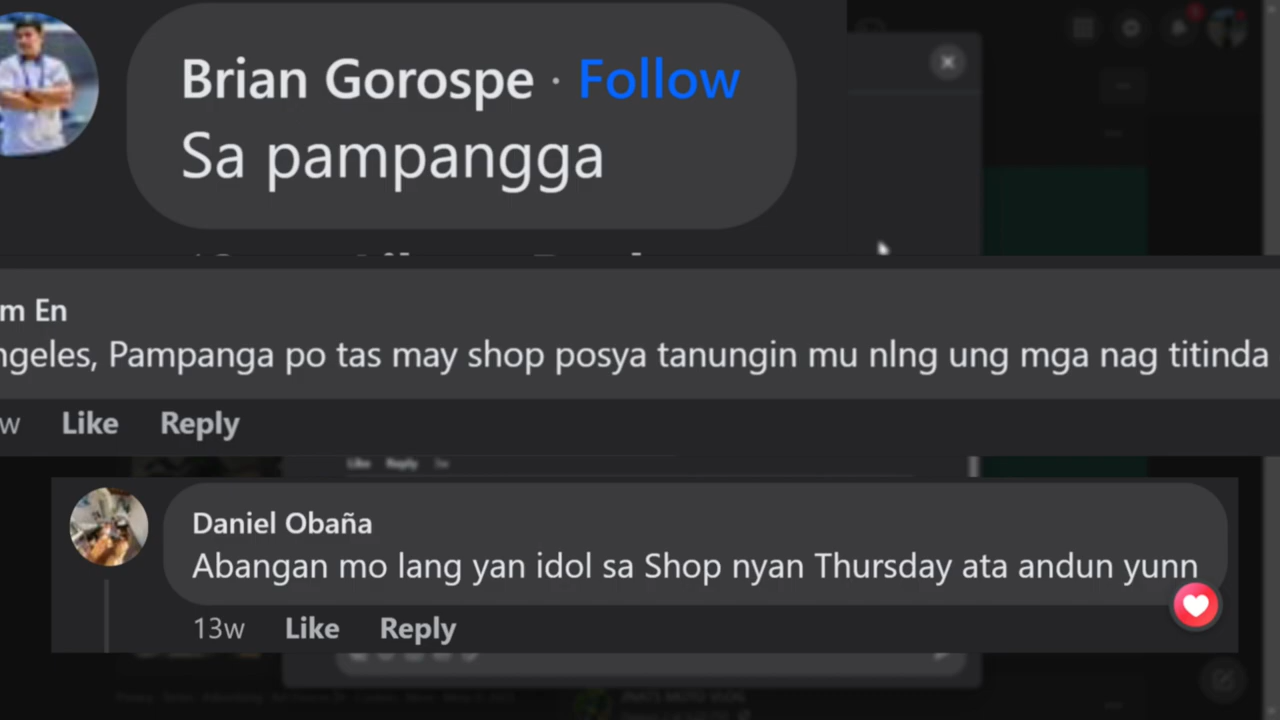 Brian Gorospe · Follow
Sa pampangga
m En
ngeles, Pampanga po tas may shop posya tanungin mu nlng ung mga nag titinda
w Like Reply
Like Reply
Daniel Obaña
Abangan mo lang yan idol sa Shop nyan Thursday ata andun yunn
13w Like Reply